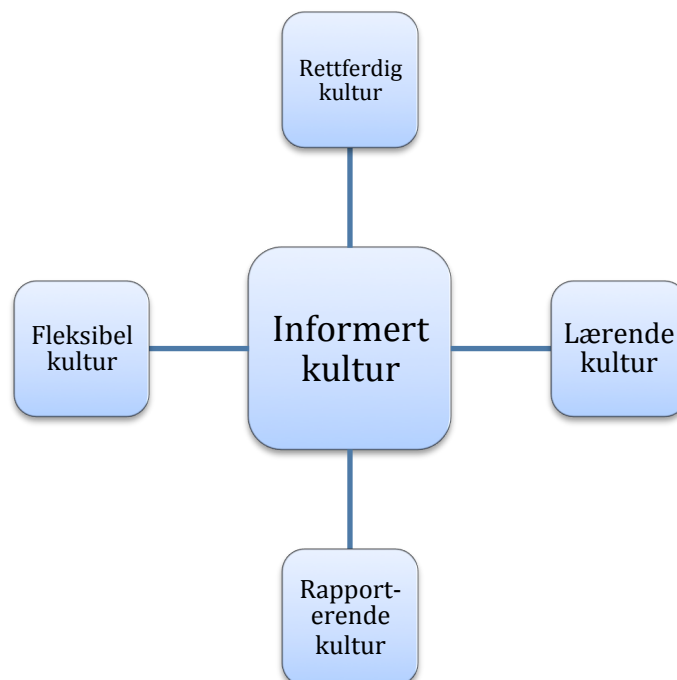 Rettferdig
kultur
Fleksibel
kultur
Informert
kultur
Lærende
kultur
Rapport-
erende
kultur